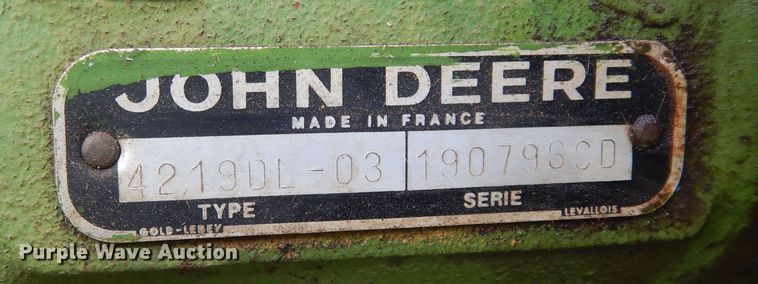 JOHN DEERE
MADE IN FRANCE
4219DL-03 190796CD
TYPE SERIE
GOLD-LEBEY LEVALLOIS
Purple Wave Auction